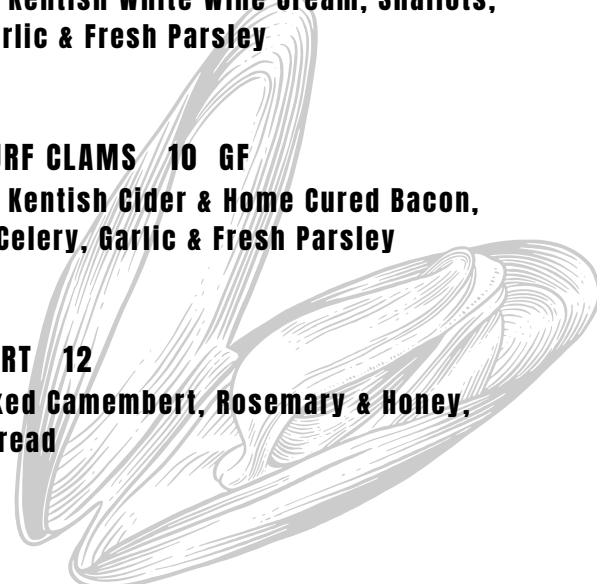 Kentish White Wine Cream, Shallots,
rlic & Fresh Parsley
URF CLAMS 10 GF
Kentish Cider & Home Cured Bacon,
Celery, Garlic & Fresh Parsley
RT 12
ked Camembert, Rosemary & Honey,
read